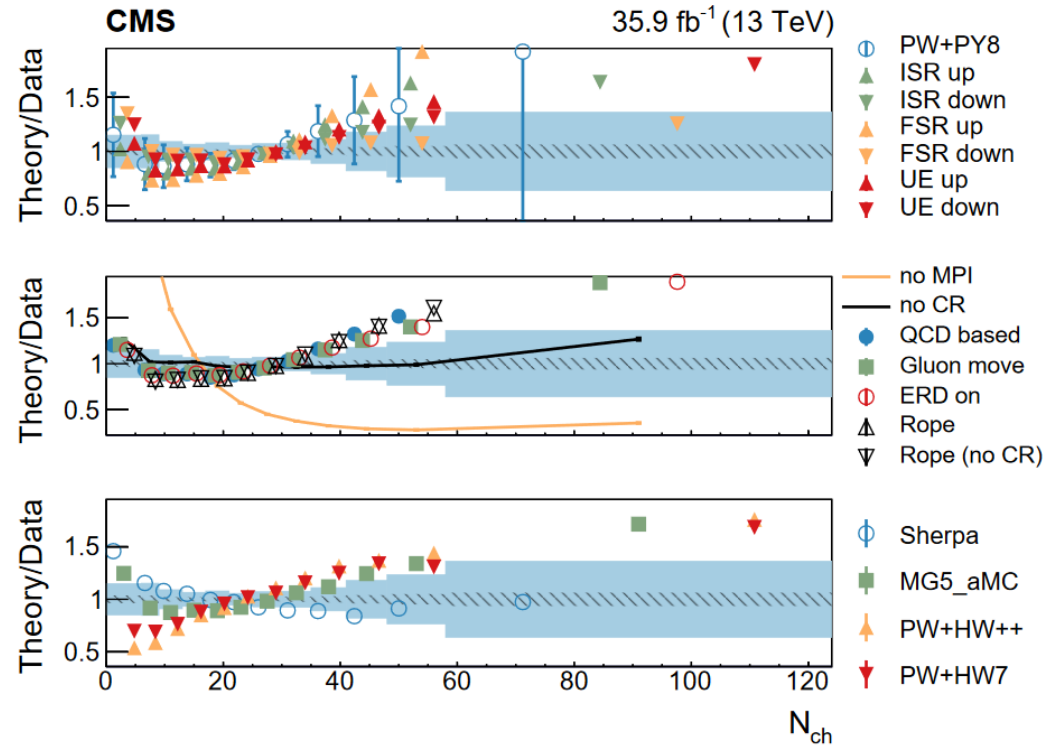 CMS 35.9 fb⁻¹ (13 TeV)
Theory/Data
1.5
1
0.5
PW+PY8
ISR up
ISR down
FSR up
FSR down
UE up
UE down
Theory/Data
1.5
1
0.5
no MPI
no CR
QCD based
Gluon move
ERD on
Rope
Rope (no CR)
Theory/Data
1.5
1
0.5
0 20 40 60 80 100 120
N_ch
Sherpa
MG5_aMC
PW+HW++
PW+HW7